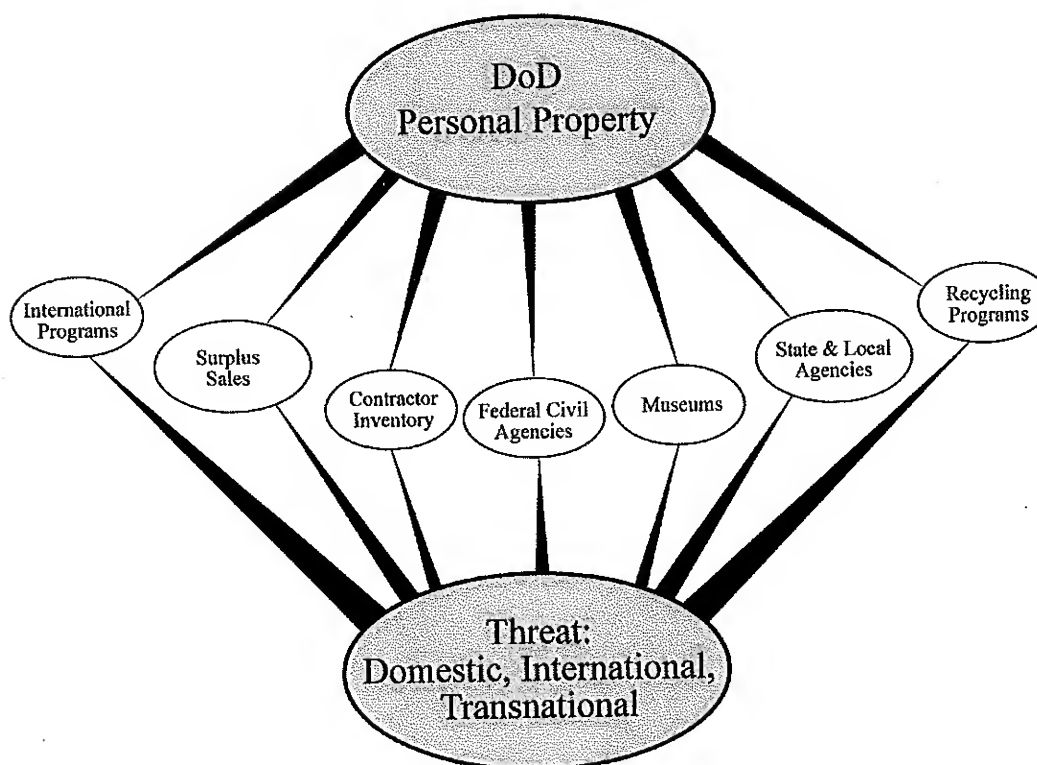 DoD
Personal Property
International
Programs
Surplus
Sales
Contractor
Inventory
Federal Civil
Agencies
Museums
State & Local
Agencies
Recycling
Programs
Threat:
Domestic, International,
Transnational